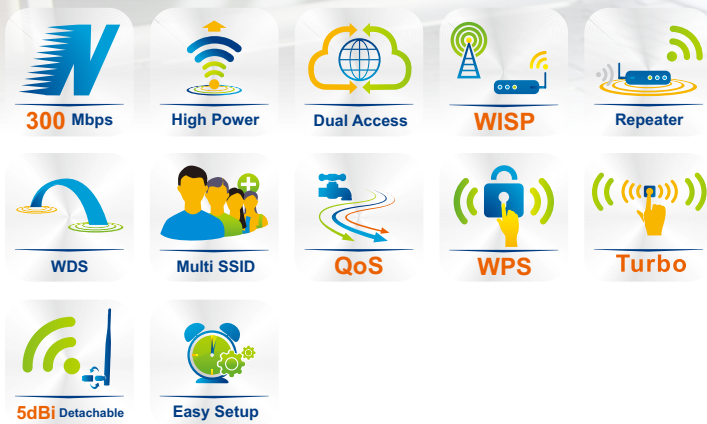 N
300 Mbps
High Power
Dual Access
WISP
Repeater
WDS
Multi SSID
QoS
WPS
Turbo
5dBi Detachable
Easy Setup